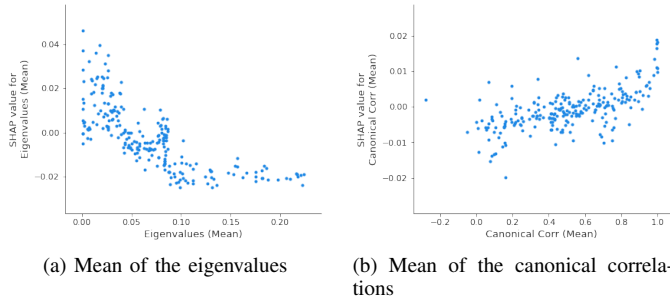 0.04
0.02
0.00
−0.02
SHAP value for
Eigenvalues (Mean)
0.00
0.05
0.10
0.15
0.20
Eigenvalues (Mean)
(a) Mean of the eigenvalues
0.02
0.01
0.00
−0.01
−0.02
SHAP value for
Canonical Corr (Mean)
−0.2
0.0
0.2
0.4
0.6
0.8
1.0
Canonical Corr (Mean)
(b) Mean of the canonical correla-
tions